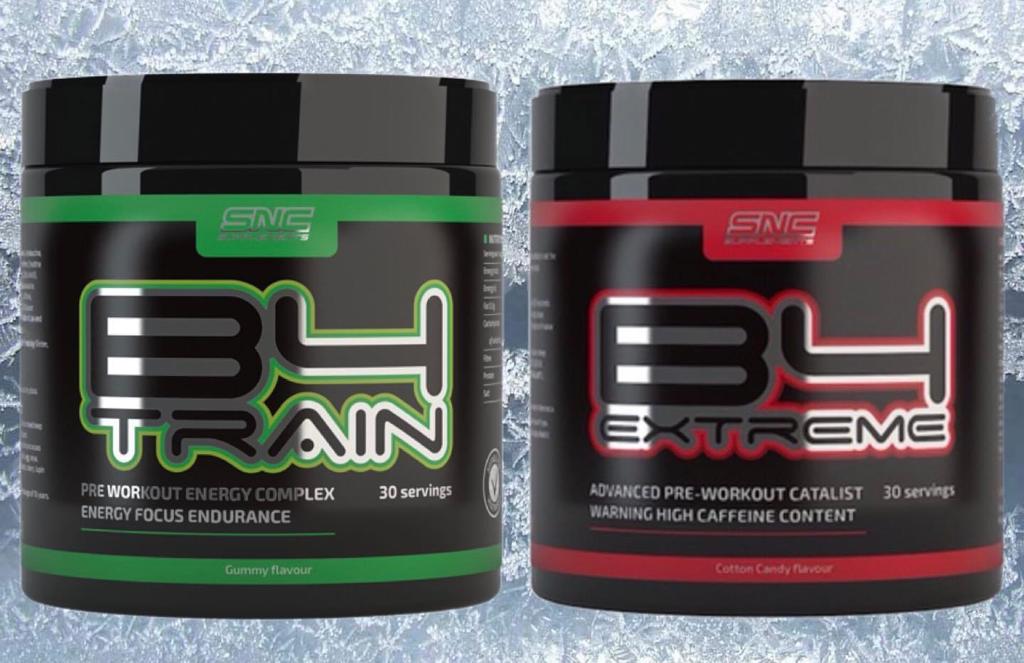 SNC
SUPPLEMENTS
B4
TRAIN
PRE WORKOUT ENERGY COMPLEX
30 servings
ENERGY FOCUS ENDURANCE
Gummy flavour
SNC
SUPPLEMENTS
B4
EXTREME
ADVANCED PRE-WORKOUT CATALIST
30 servings
WARNING HIGH CAFFEINE CONTENT
Cotton Candy flavour